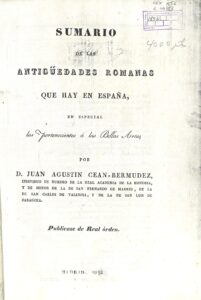 SUMARIO
DE LAS
ANTIGÜEDADES ROMANAS
QUE HAY EN ESPAÑA,
EN ESPECIAL
las pertenecientes á las Bellas Artes,
POR
D. JUAN AGUSTIN CEAN-BERMUDEZ,
INDIVIDUO DE NUMERO DE LA REAL ACADEMIA DE LA HISTORIA,
Y DE HONOR DE LA DE SAN FERNANDO DE MADRID, DE LA
DE SAN CARLOS DE VALENCIA, Y DE LA DE SAN LUIS DE
ZARAGOZA.
Publícase de Real órden.
MADRID, 1832